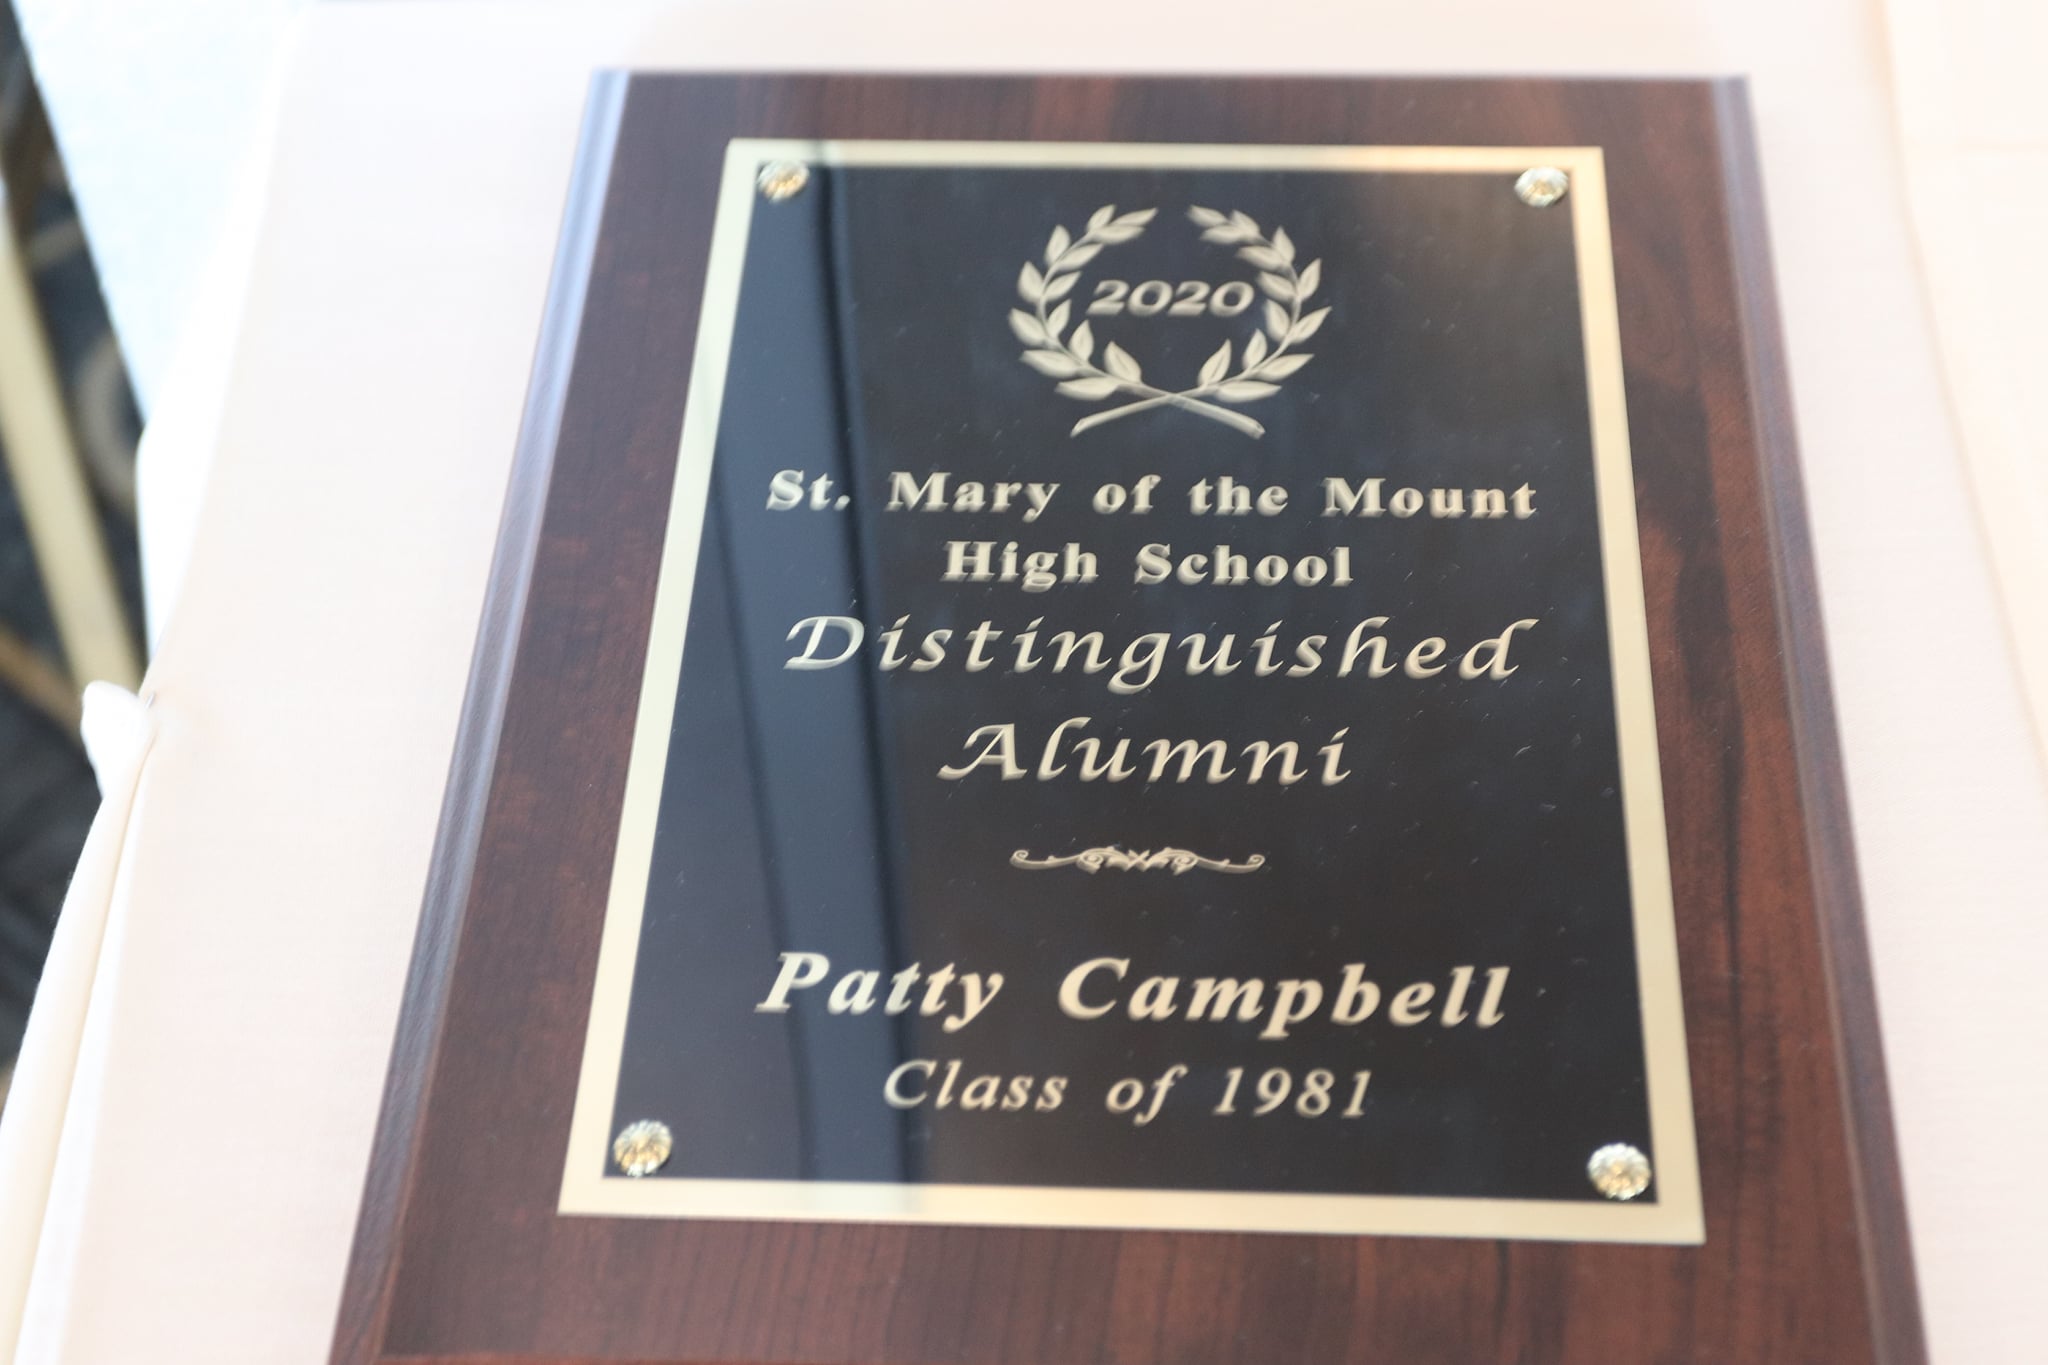 2020
St. Mary of the Mount
High School
Distinguished
Alumni
Patty Campbell
Class of 1981